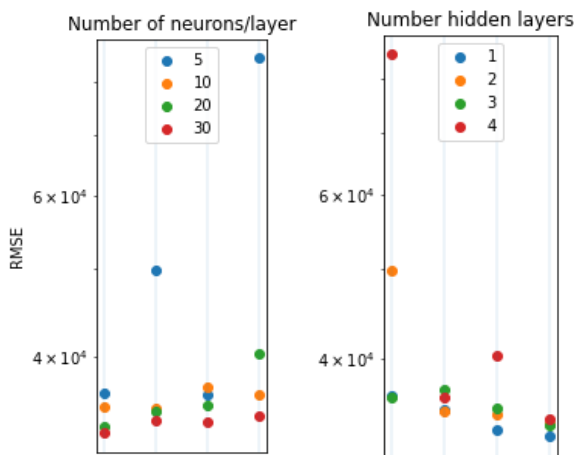 Number of neurons/layer
5
10
20
30
6 × 10⁴
4 × 10⁴
RMSE
Number hidden layers
1
2
3
4
6 × 10⁴
4 × 10⁴